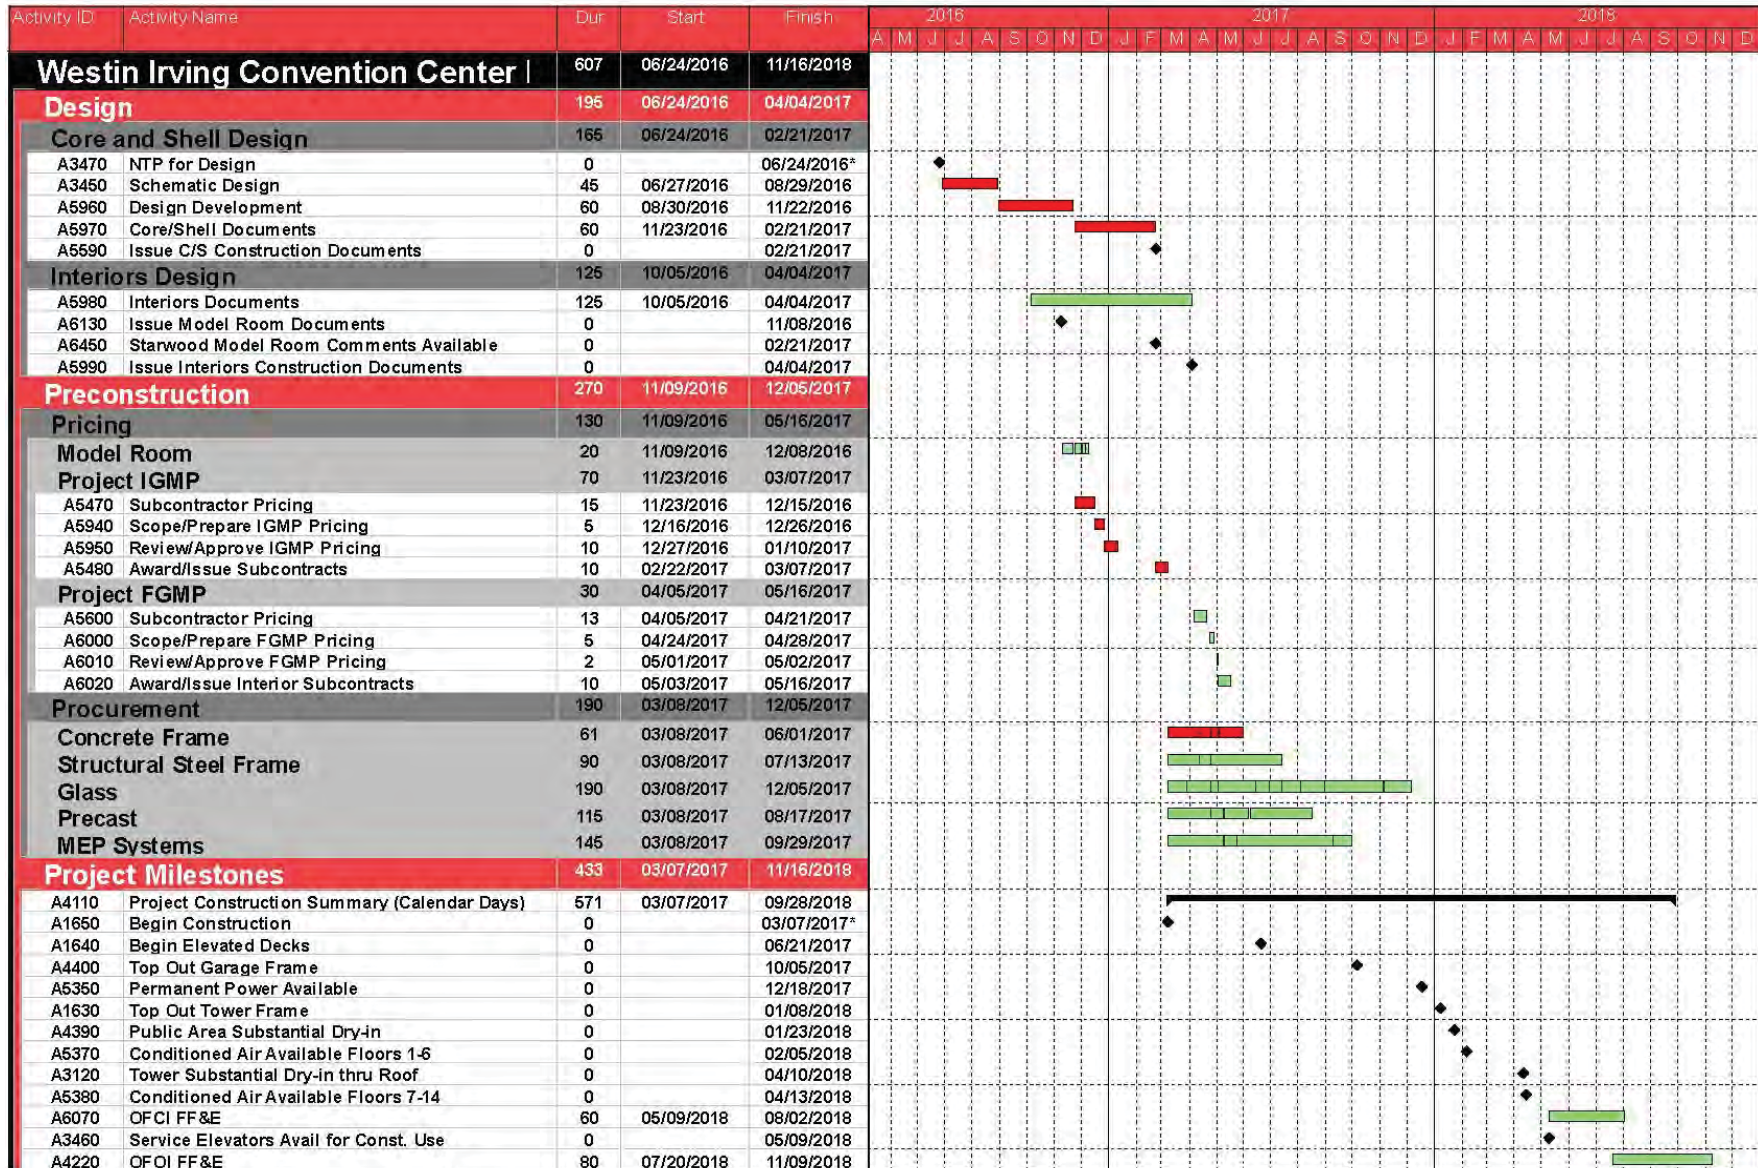 Activity ID Activity Name Dur Start Finish 2016 2017 2018
A M J J A S O N D J F M A M J J A S O N D J F M A M J J A S O N D
Westin Irving Convention Center 607 06/24/2016 11/16/2018
Design 195 06/24/2016 04/04/2017
Core and Shell Design 165 06/24/2016 02/21/2017
A3470 NTP for Design 0 06/24/2016*
A3450 Schematic Design 45 06/27/2016 08/29/2016
A5960 Design Development 60 08/30/2016 11/22/2016
A5970 Core/Shell Documents 60 11/23/2016 02/21/2017
A5590 Issue C/S Construction Documents 0 02/21/2017
Interiors Design 125 10/05/2016 04/04/2017
A5980 Interiors Documents 125 10/05/2016 04/04/2017
A6130 Issue Model Room Documents 0 11/08/2016
A6450 Starwood Model Room Comments Available 0 02/21/2017
A5990 Issue Interiors Construction Documents 0 04/04/2017
Preconstruction 270 11/09/2016 12/05/2017
Pricing 130 11/09/2016 05/16/2017
Model Room 20 11/09/2016 12/08/2016
Project IGMP 70 11/23/2016 03/07/2017
A5470 Subcontractor Pricing 15 11/23/2016 12/15/2016
A5940 Scope/Prepare IGMP Pricing 5 12/16/2016 12/26/2016
A5950 Review/Approve IGMP Pricing 10 12/27/2016 01/10/2017
A5480 Award/Issue Subcontracts 10 02/22/2017 03/07/2017
Project FGMP 30 04/05/2017 05/16/2017
A5600 Subcontractor Pricing 13 04/05/2017 04/21/2017
A6000 Scope/Prepare FGMP Pricing 5 04/24/2017 04/28/2017
A6010 Review/Approve FGMP Pricing 2 05/01/2017 05/02/2017
A6020 Award/Issue Interior Subcontracts 10 05/03/2017 05/16/2017
Procurement 190 03/08/2017 12/05/2017
Concrete Frame 61 03/08/2017 06/01/2017
Structural Steel Frame 90 03/08/2017 07/13/2017
Glass 190 03/08/2017 12/05/2017
Precast 115 03/08/2017 08/17/2017
MEP Systems 145 03/08/2017 09/29/2017
Project Milestones 433 03/07/2017 11/16/2018
A4110 Project Construction Summary (Calendar Days) 571 03/07/2017 09/28/2018
A1650 Begin Construction 0 03/07/2017*
A1640 Begin Elevated Decks 0 06/21/2017
A4400 Top Out Garage Frame 0 10/05/2017
A5350 Permanent Power Available 0 12/18/2017
A1630 Top Out Tower Frame 0 01/08/2018
A4390 Public Area Substantial Dry-in 0 01/23/2018
A5370 Conditioned Air Available Floors 1-6 0 02/05/2018
A3120 Tower Substantial Dry-in thru Roof 0 04/10/2018
A5380 Conditioned Air Available Floors 7-14 0 04/13/2018
A6070 OFCI FF&E 60 05/09/2018 08/02/2018
A3460 Service Elevators Avail for Const. Use 0 05/09/2018
A4220 OFOI FF&E 80 07/20/2018 11/09/2018